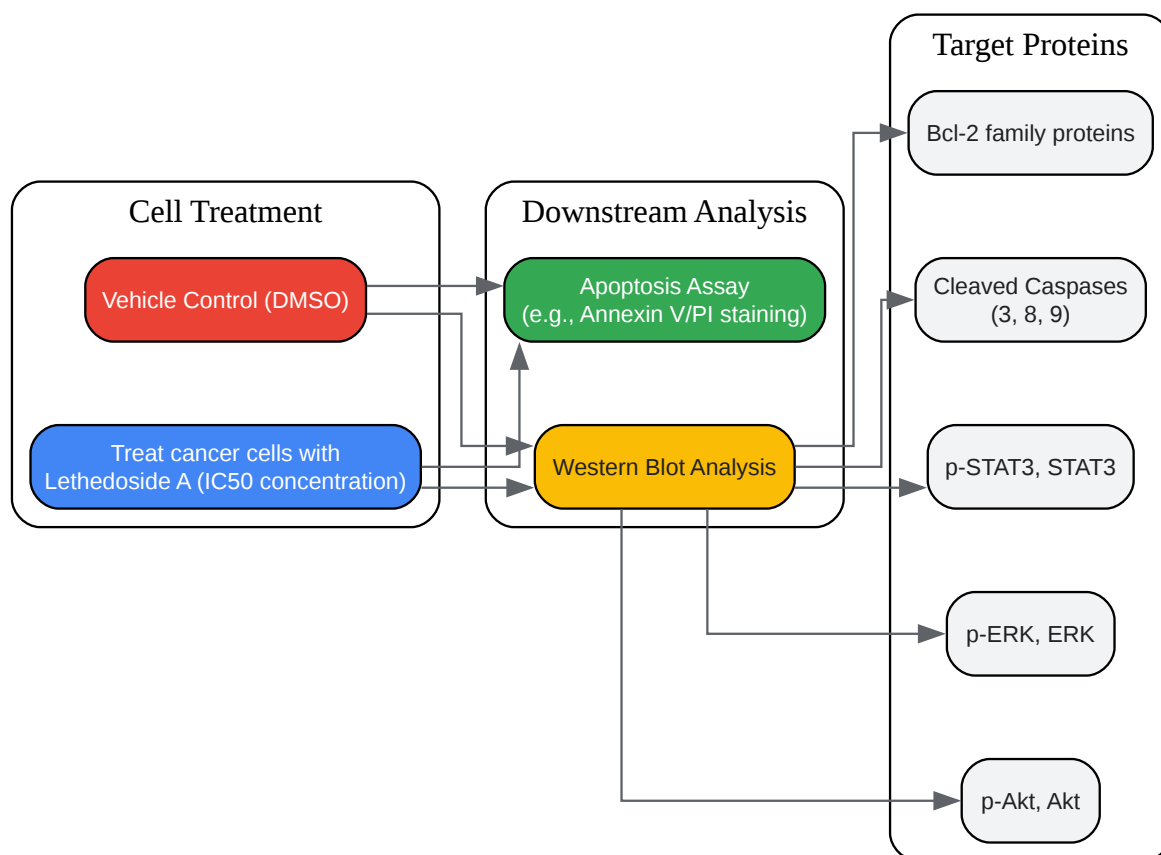 Cell Treatment
Vehicle Control (DMSO)
Treat cancer cells with
Lethedoside A (IC50 concentration)
Downstream Analysis
Apoptosis Assay
(e.g., Annexin V/PI staining)
Western Blot Analysis
Target Proteins
Bcl-2 family proteins
Cleaved Caspases
(3, 8, 9)
p-STAT3, STAT3
p-ERK, ERK
p-Akt, Akt